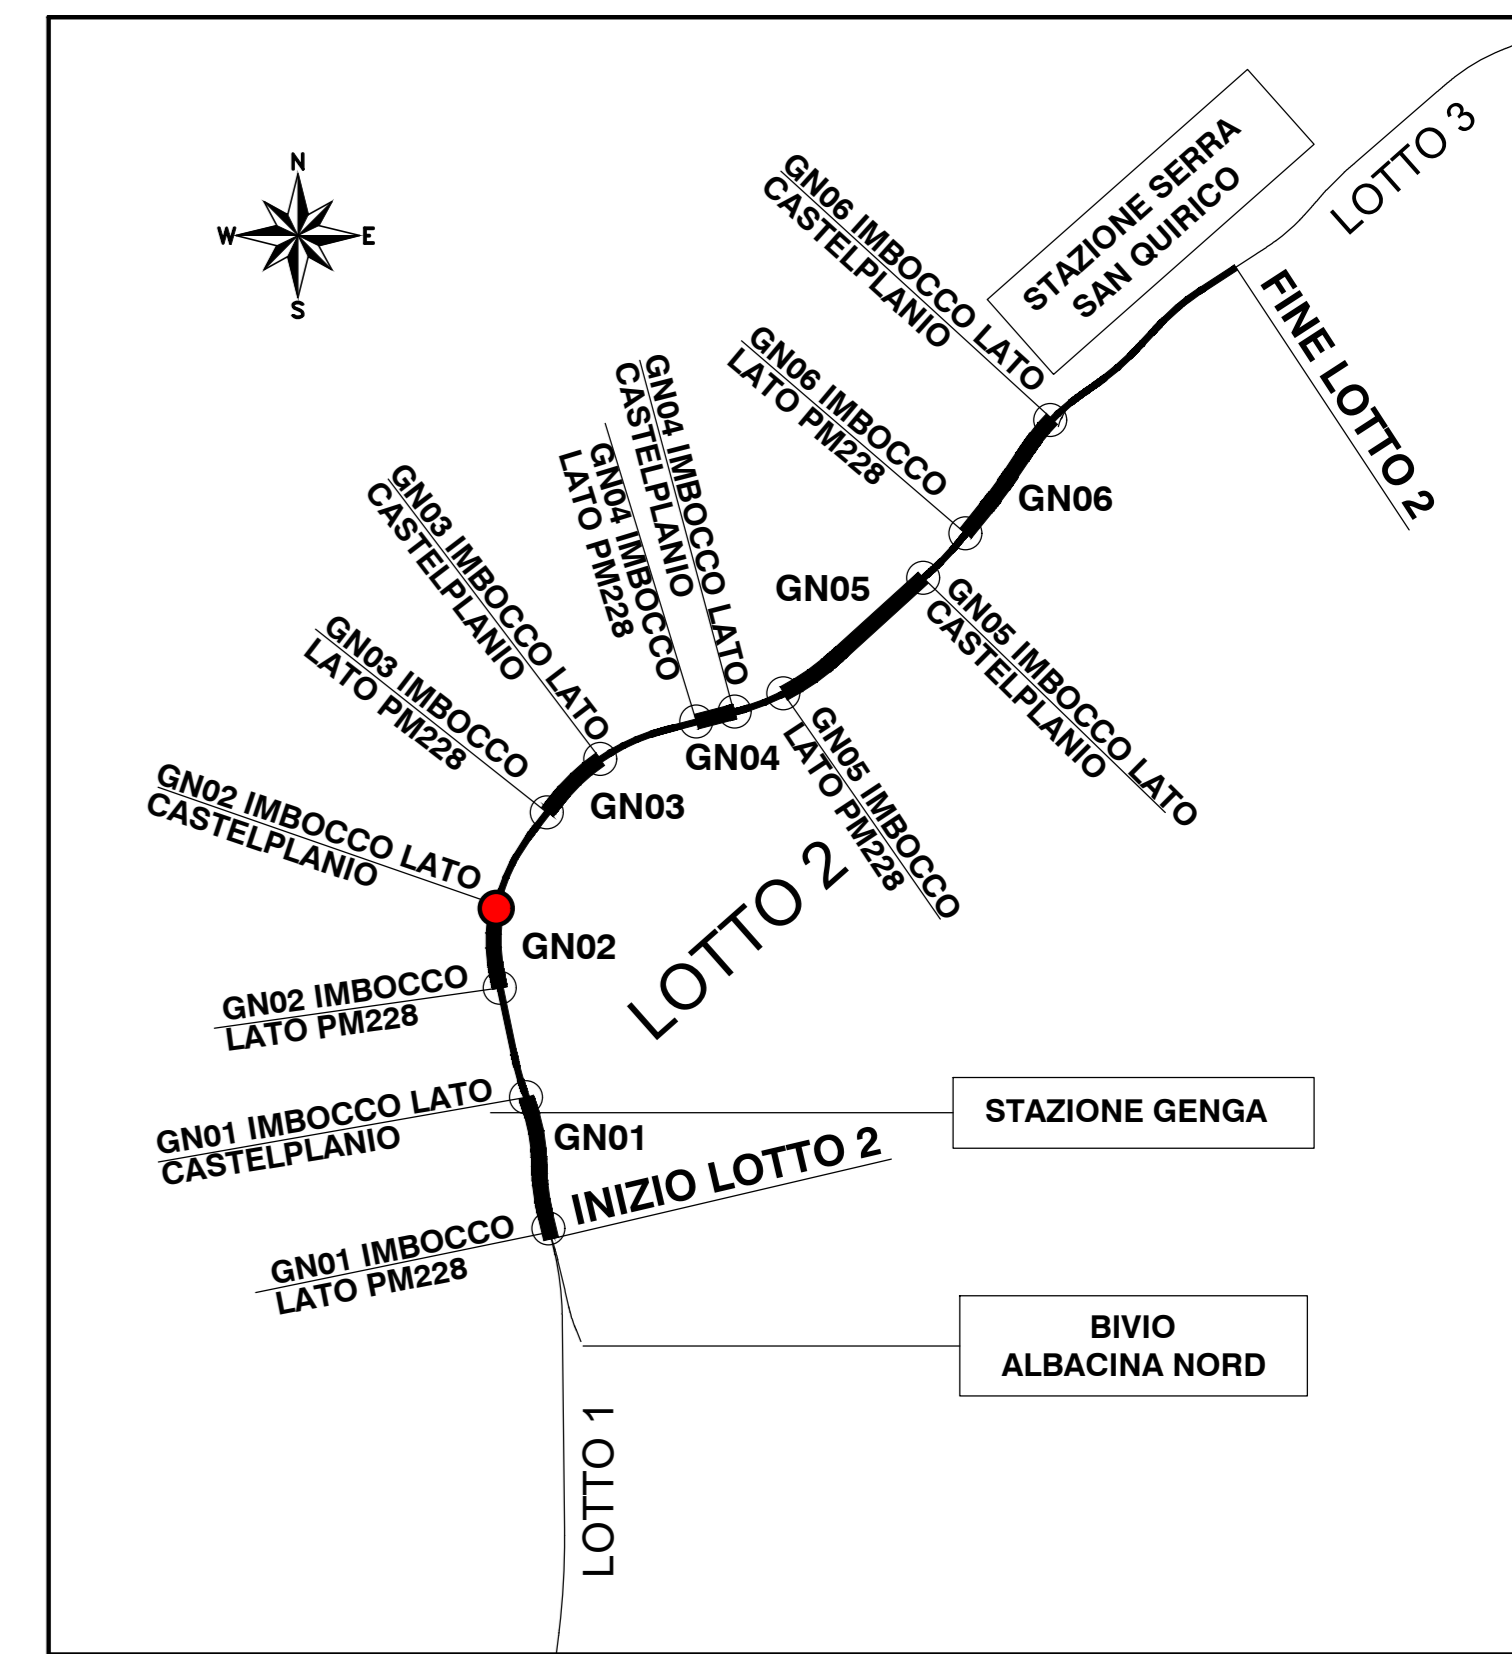 LOTTO 3
STAZIONE SERRA
SAN QUIRICO
N
W
E
S
GN06 IMBOCCO LATO
CASTELPLANIO
FINE LOTTO 2
GN06 IMBOCCO
LATO PM228
GN06
GN04 IMBOCCO LATO
CASTELPLANIO
GN04 IMBOCCO
LATO PM228
GN03 IMBOCCO LATO
CASTELPLANIO
GN05
GN05 IMBOCCO LATO
CASTELPLANIO
GN03 IMBOCCO
LATO PM228
GN04
GN05 IMBOCCO
LATO PM228
GN03
GN02 IMBOCCO LATO
CASTELPLANIO
LOTTO 2
GN02
GN02 IMBOCCO
LATO PM228
GN01 IMBOCCO LATO
CASTELPLANIO
STAZIONE GENGA
GN01
INIZIO LOTTO 2
GN01 IMBOCCO
LATO PM228
BIVIO
ALBACINA NORD
LOTTO 1